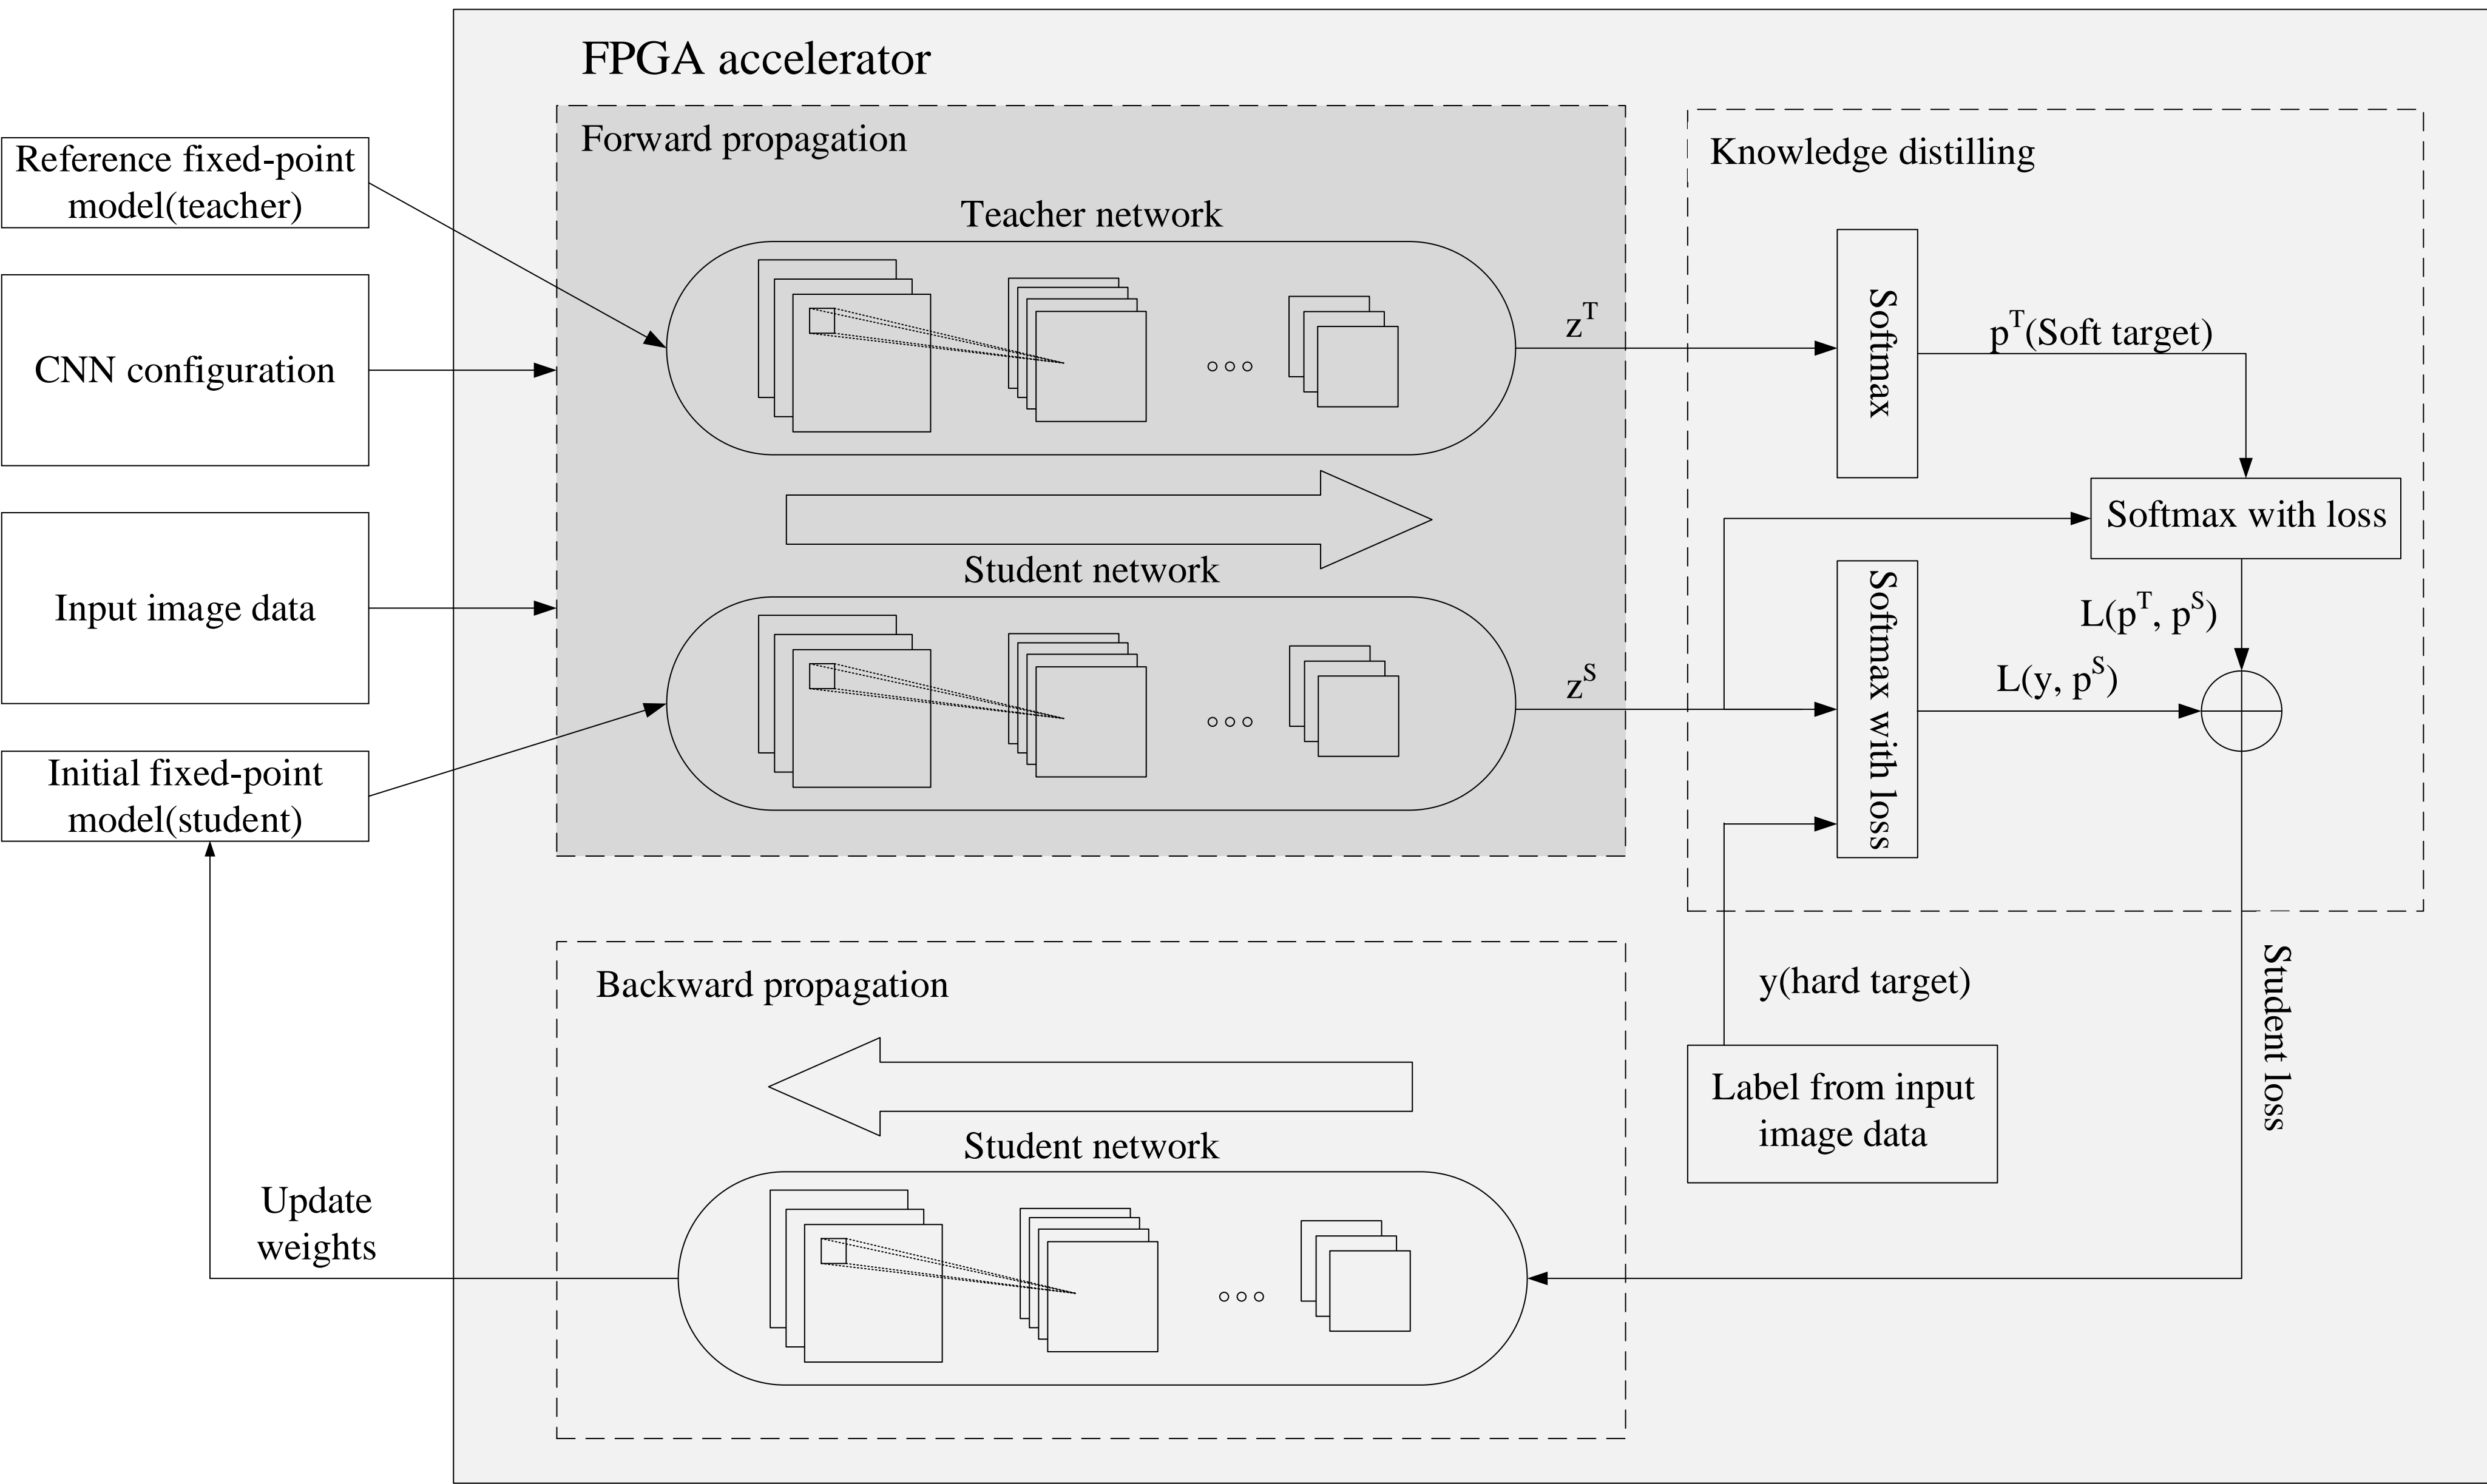 FPGA accelerator
Reference fixed-point
model(teacher)
CNN configuration
Input image data
Initial fixed-point
model(student)
Update
weights
Forward propagation
Teacher network
Student network
z^T
z^S
Knowledge distilling
Softmax
p^T(Soft target)
Softmax with loss
L(p^T, p^S)
Softmax with loss
L(y, p^S)
y(hard target)
Label from input
image data
Student loss
Backward propagation
Student network